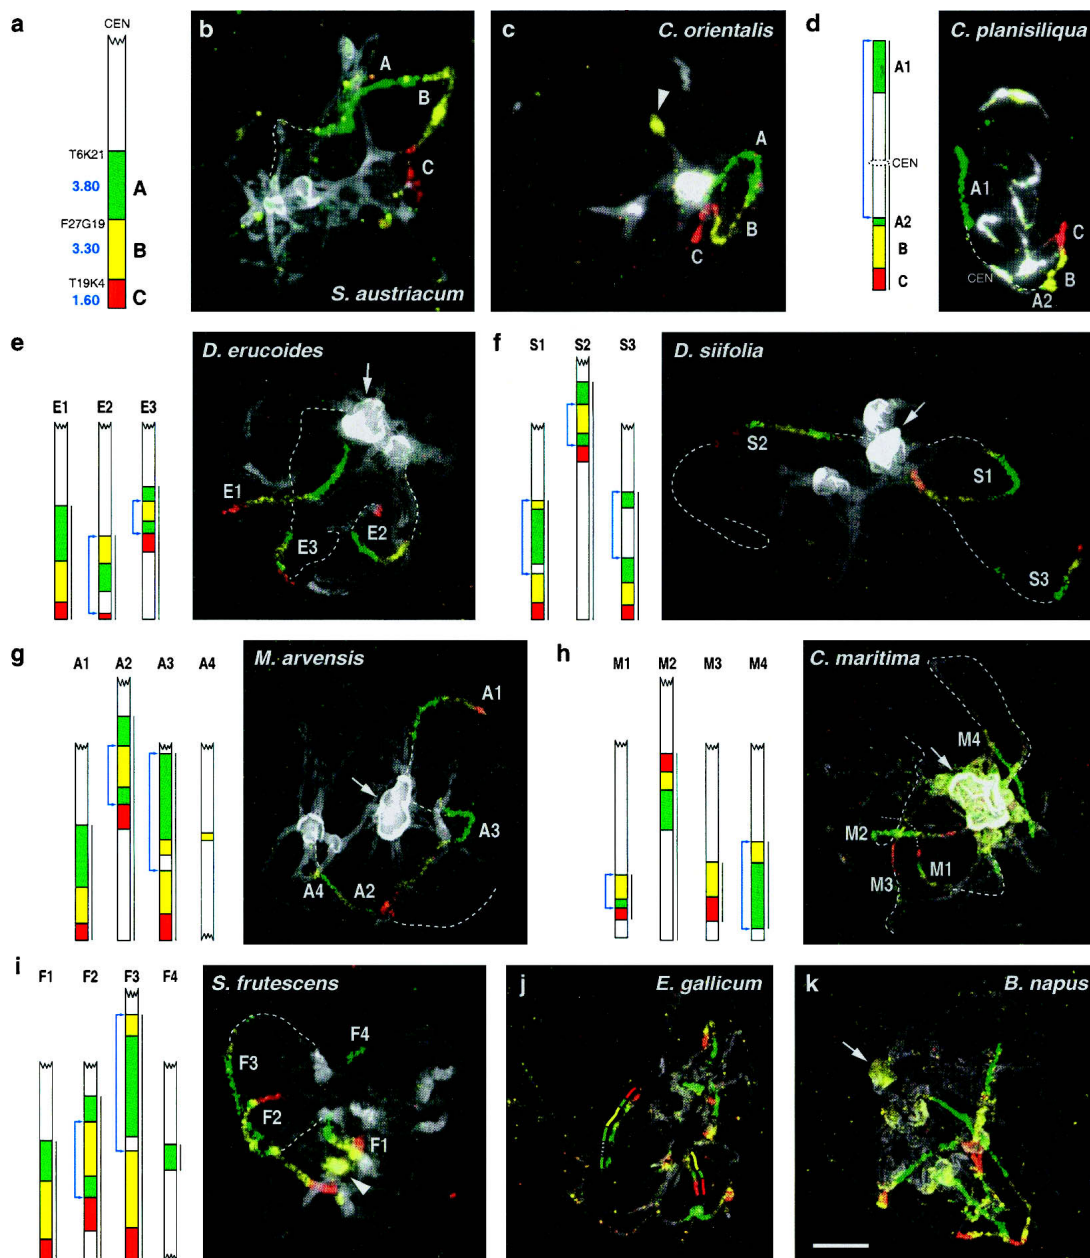 a
CEN
T6K21
3.80
A
F27G19
3.30
B
T19K4
1.60
C
b
A
B
C
S. austriacum
c
C. orientalis
A
B
C
d
C. planisiliqua
A1
CEN
A2
B
C
A1
C
CEN
B
A2
e
E1 E2 E3
D. erucoides
E1
E2
E3
f
S1 S2 S3
D. siifolia
S2
S1
S3
g
A1 A2 A3 A4
M. arvensis
A1
A3
A4
A2
h
M1 M2 M3 M4
C. maritima
M4
M2
M3
M1
i
F1 F2 F3 F4
S. frutescens
F4
F3
F2
F1
j
E. gallicum
k
B. napus